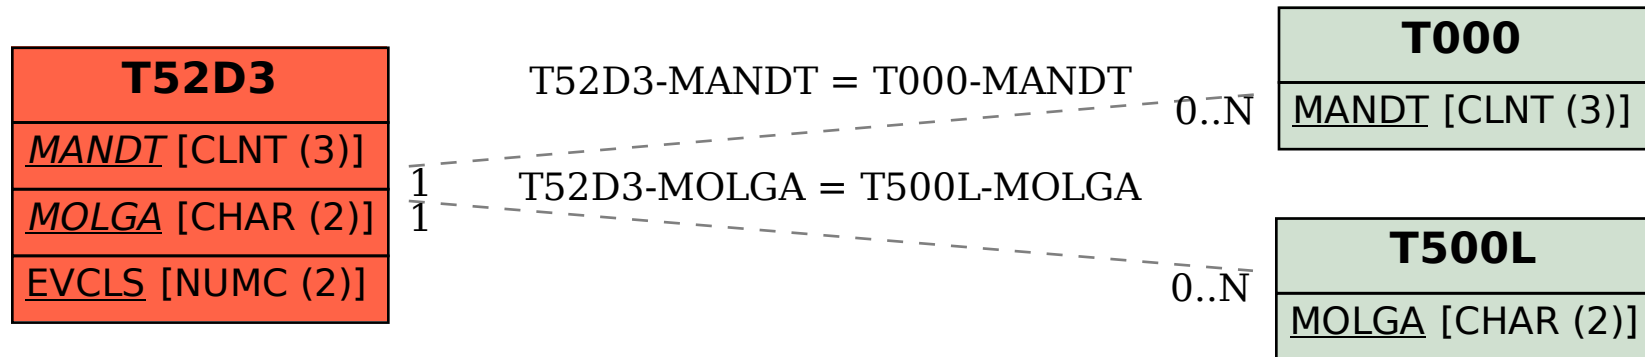 T52D3
MANDT [CLNT (3)]
MOLGA [CHAR (2)]
EVCLS [NUMC (2)]
T52D3-MANDT = T000-MANDT
0..N
1
T52D3-MOLGA = T500L-MOLGA
1
0..N
T000
MANDT [CLNT (3)]
T500L
MOLGA [CHAR (2)]